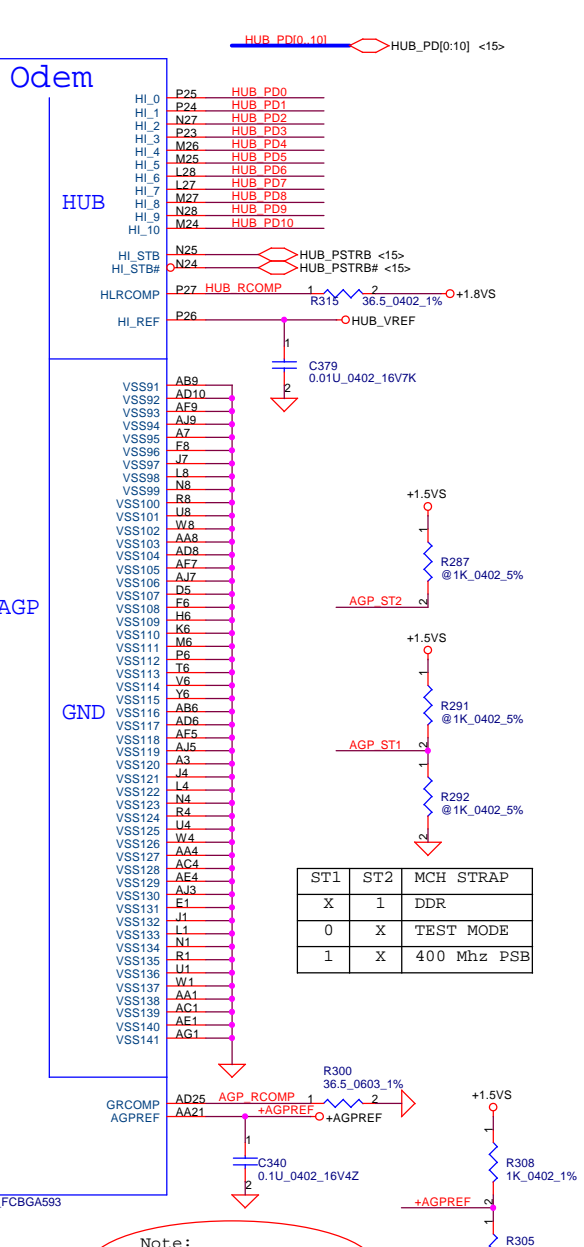 HUB_PD[0..10]
HUB_PD[0:10] <15>
Odem
HI_0 P25 HUB_PD0
HI_1 P24 HUB_PD1
HI_2 N27 HUB_PD2
HI_3 P23 HUB_PD3
HI_4 M26 HUB_PD4
HI_5 M25 HUB_PD5
HI_6 L28 HUB_PD6
HI_7 L27 HUB_PD7
HI_8 M27 HUB_PD8
HI_9 N28 HUB_PD9
HI_10 M24 HUB_PD10
HUB
HI_STB N25 HUB_PSTRB <15>
HI_STB# N24 HUB_PSTRB# <15>
HLRCOMP P27 HUB_RCOMP 1 2 +1.8VS
R315 36.5_0402_1%
HI_REF P26 HUB_VREF
1
C379
0.01U_0402_16V7K
2
VSS91 AB9
VSS92 AD10
VSS93 AF9
VSS94 AJ9
VSS95 A7
VSS96 F8
VSS97 J7
VSS98 L8
VSS99 N8
VSS100 R8
VSS101 U8
VSS102 W8
VSS103 AA8
VSS104 AD8
VSS105 AF7
VSS106 AJ7
VSS107 D5
VSS108 F6
VSS109 H6
VSS110 K6
VSS111 M6
VSS112 P6
VSS113 T6
VSS114 V6
VSS115 Y6
VSS116 AB6
VSS117 AD6
VSS118 AF5
VSS119 AJ5
VSS120 A3
VSS121 J4
VSS122 L4
VSS123 N4
VSS124 R4
VSS125 U4
VSS126 W4
VSS127 AA4
VSS128 AC4
VSS129 AE4
VSS130 AJ3
VSS131 E1
VSS132 J1
VSS133 L1
VSS134 N1
VSS135 R1
VSS136 U1
VSS137 W1
VSS138 AA1
VSS139 AC1
VSS140 AE1
VSS141 AG1
AGP
GND
+1.5VS
1
R287
@1K_0402_5%
AGP_ST2 2
+1.5VS
1
R291
@1K_0402_5%
AGP_ST1 2
1
R292
@1K_0402_5%
2
ST1 ST2 MCH STRAP
X 1 DDR
0 X TEST MODE
1 X 400 Mhz PSB
R300
36.5_0603_1%
GRCOMP AD25 AGP_RCOMP 1 2
AGPREF AA21 +AGPREF +AGPREF
1
C340
0.1U_0402_16V4Z
2
_FCBGA593
+1.5VS
1
R308
1K_0402_1%
+AGPREF 2
1
R305
Note: